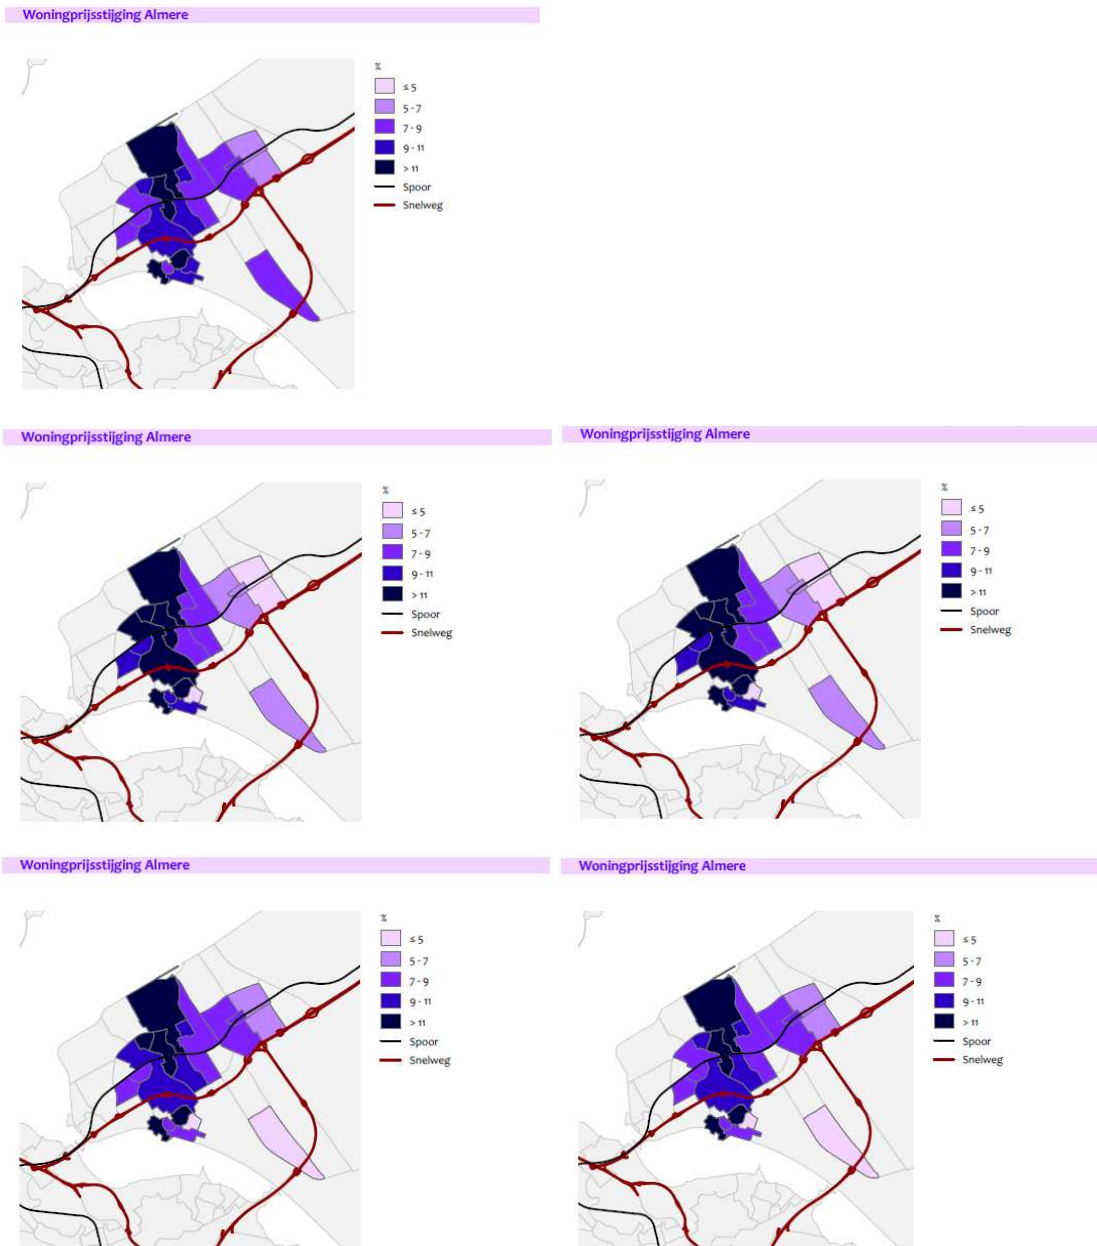 Woningprijsstijging Almere
%
≤ 5
5 - 7
7 - 9
9 - 11
> 11
Spoor
Snelweg
Woningprijsstijging Almere
%
≤ 5
5 - 7
7 - 9
9 - 11
> 11
Spoor
Snelweg
Woningprijsstijging Almere
%
≤ 5
5 - 7
7 - 9
9 - 11
> 11
Spoor
Snelweg
Woningprijsstijging Almere
%
≤ 5
5 - 7
7 - 9
9 - 11
> 11
Spoor
Snelweg
Woningprijsstijging Almere
%
≤ 5
5 - 7
7 - 9
9 - 11
> 11
Spoor
Snelweg